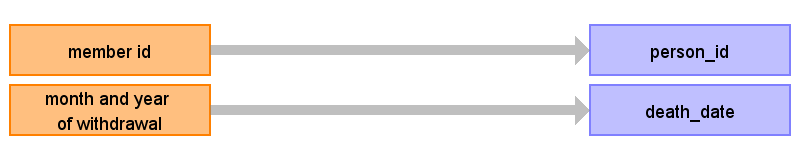 member id
person_id
month and year
of withdrawal
death_date